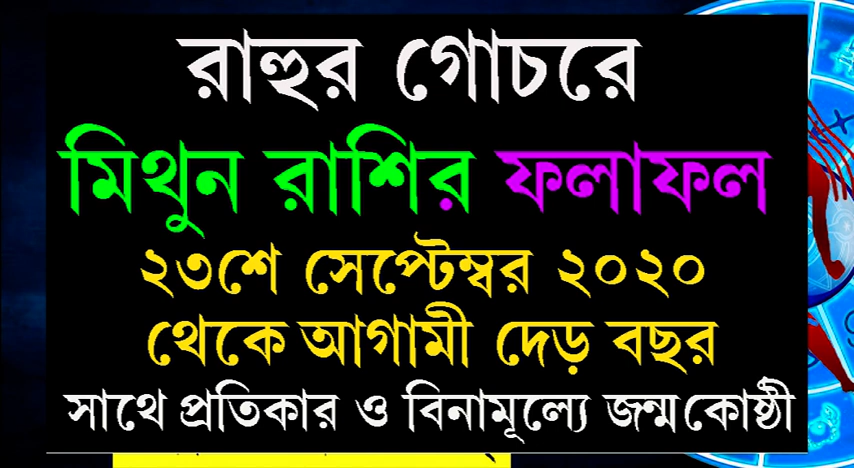 রাহুর গোচরে
মিথুন রাশির ফলাফল
২৩শে সেপ্টেম্বর ২০২০
থেকে আগামী দেড় বছর
সাথে প্রতিকার ও বিনামূল্যে জন্মকোষ্ঠী